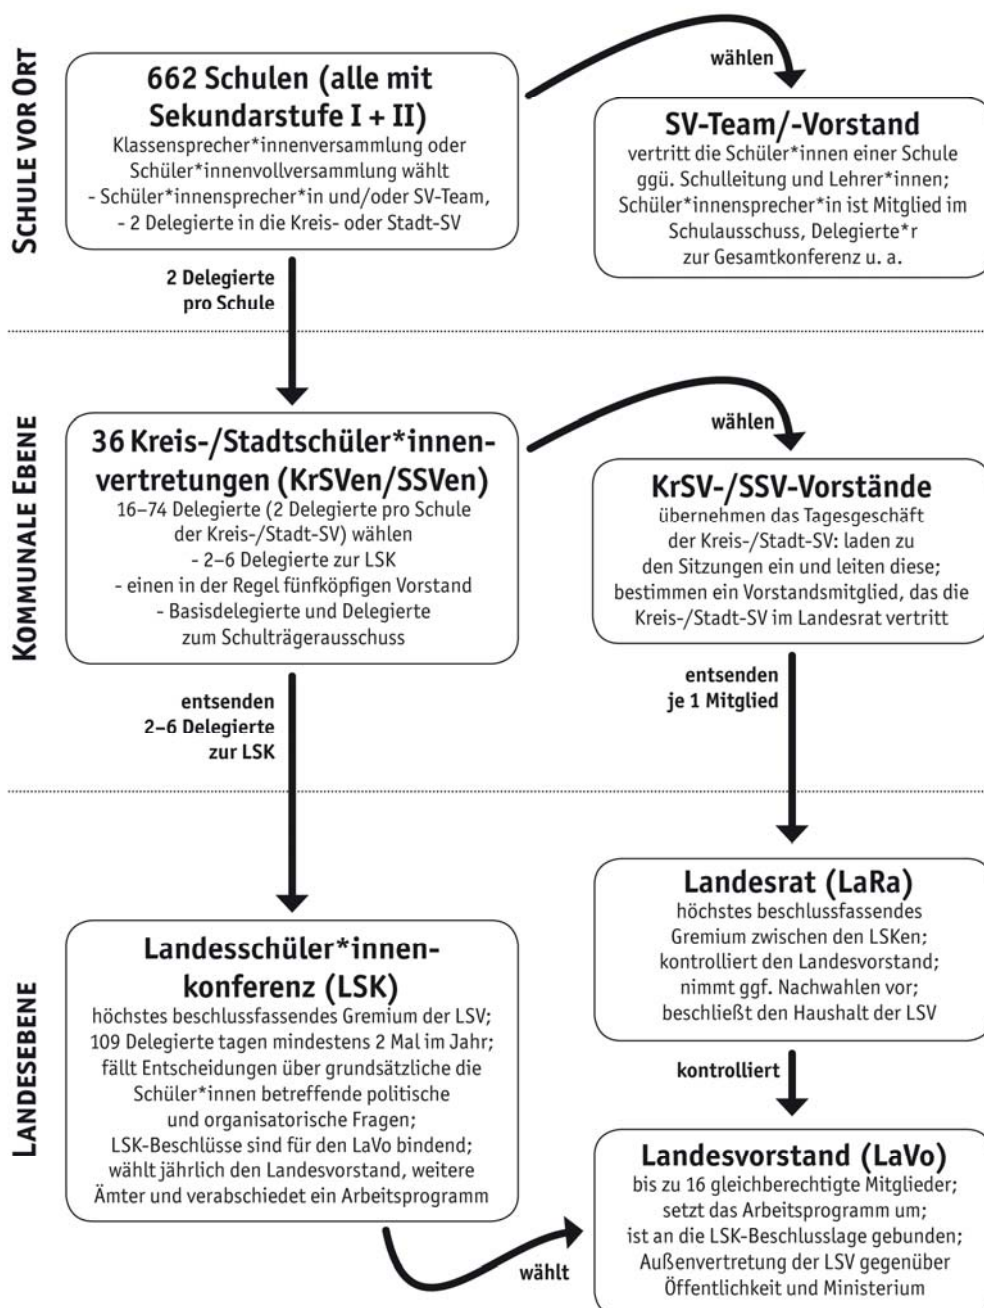 SCHULE VOR ORT
662 Schulen (alle mit
Sekundarstufe I + II)
Klassensprecher*innenversammlung oder
Schüler*innenvollversammlung wählt
- Schüler*innensprecher*in und/oder SV-Team,
- 2 Delegierte in die Kreis- oder Stadt-SV
wählen
SV-Team/-Vorstand
vertritt die Schüler*innen einer Schule
ggü. Schulleitung und Lehrer*innen;
Schüler*innensprecher*in ist Mitglied im
Schulausschuss, Delegierte*r
zur Gesamtkonferenz u. a.
2 Delegierte
pro Schule
KOMMUNALE EBENE
36 Kreis-/Stadtschüler*innen-
vertretungen (KrSVen/SSVen)
16–74 Delegierte (2 Delegierte pro Schule
der Kreis-/Stadt-SV) wählen
- 2–6 Delegierte zur LSK
- einen in der Regel fünfköpfigen Vorstand
- Basisdelegierte und Delegierte
zum Schulträgerausschuss
wählen
KrSV-/SSV-Vorstände
übernehmen das Tagesgeschäft
der Kreis-/Stadt-SV: laden zu
den Sitzungen ein und leiten diese;
bestimmen ein Vorstandsmitglied, das die
Kreis-/Stadt-SV im Landesrat vertritt
entsenden
2–6 Delegierte
zur LSK
entsenden
je 1 Mitglied
LANDESEBENE
Landesschüler*innen-
konferenz (LSK)
höchstes beschlussfassendes Gremium der LSV;
109 Delegierte tagen mindestens 2 Mal im Jahr;
fällt Entscheidungen über grundsätzliche die
Schüler*innen betreffende politische
und organisatorische Fragen;
LSK-Beschlüsse sind für den LaVo bindend;
wählt jährlich den Landesvorstand, weitere
Ämter und verabschiedet ein Arbeitsprogramm
Landesrat (LaRa)
höchstes beschlussfassendes
Gremium zwischen den LSKen;
kontrolliert den Landesvorstand;
nimmt ggf. Nachwahlen vor;
beschließt den Haushalt der LSV
kontrolliert
wählt
Landesvorstand (LaVo)
bis zu 16 gleichberechtigte Mitglieder;
setzt das Arbeitsprogramm um;
ist an die LSK-Beschlusslage gebunden;
Außenvertretung der LSV gegenüber
Öffentlichkeit und Ministerium